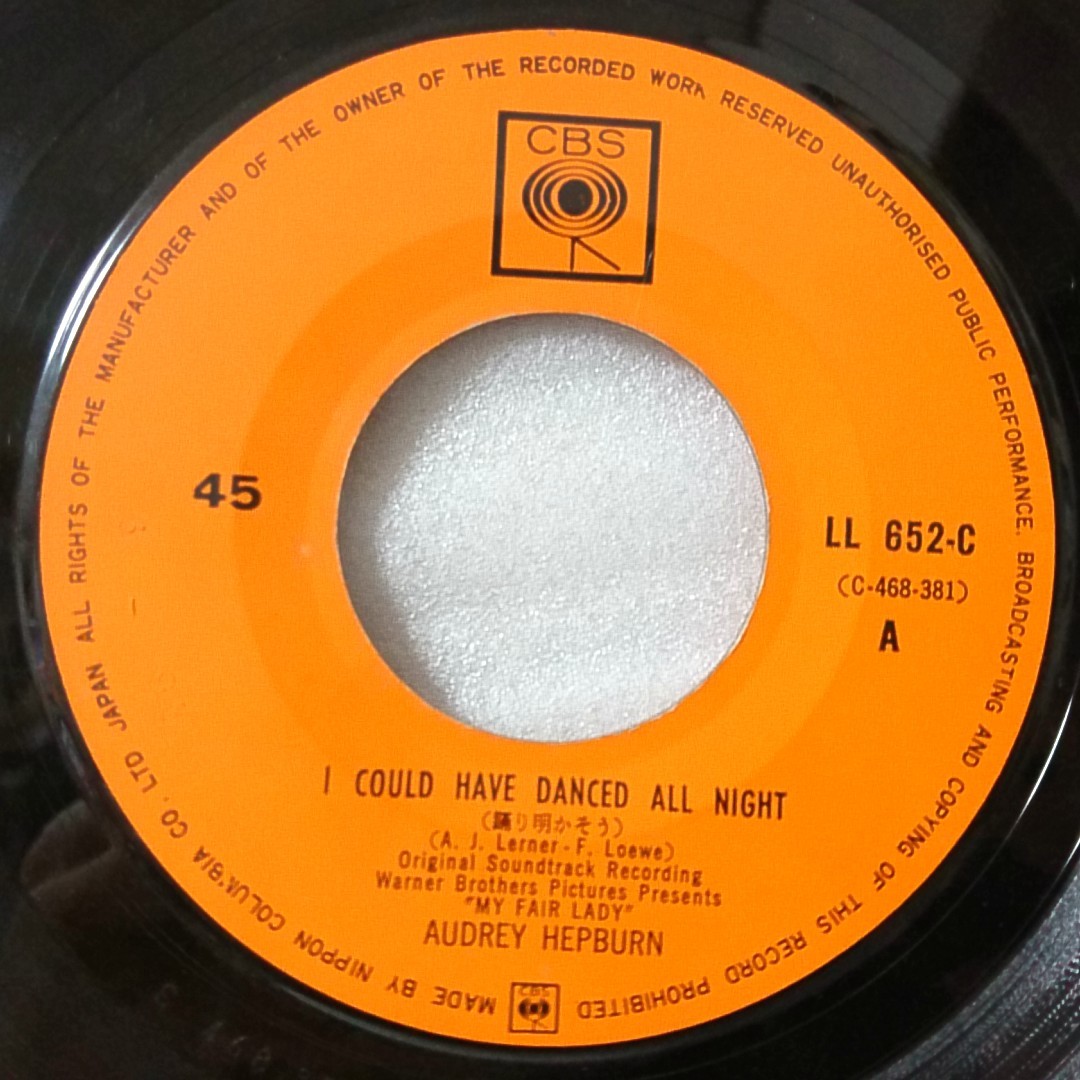 CBS
45
LL 652-C
(C-468-381)
A
I COULD HAVE DANCED ALL NIGHT
(踊り明かそう)
(A. J. Lerner - F. Loewe)
Original Soundtrack Recording
Warner Brothers Pictures Presents
"MY FAIR LADY"
AUDREY HEPBURN
MADE BY NIPPON COLUMBIA CO. LTD JAPAN ALL RIGHTS OF THE MANUFACTURER AND OF THE OWNER OF THE RECORDED WORK RESERVED UNAUTHORISED PUBLIC PERFORMANCE. BROADCASTING AND COPYING OF THIS RECORD PROHIBITED
CBS